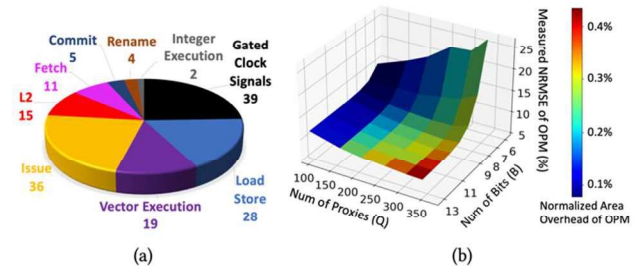 (a)
Commit
5
Rename
4
Integer
Execution
2
Gated
Clock
Signals
39
Fetch
11
L2
15
Issue
36
Vector Execution
19
Load
Store
28
(a)
(b)
Measured NRMSE of OPM (%)
25
20
15
10
5
100
150
200
250
300
350
Num of Proxies (Q)
13
11
9
8
>6
Num of Bits (B)
0.4%
0.3%
0.2%
0.1%
Normalized Area
Overhead of OPM
(b)